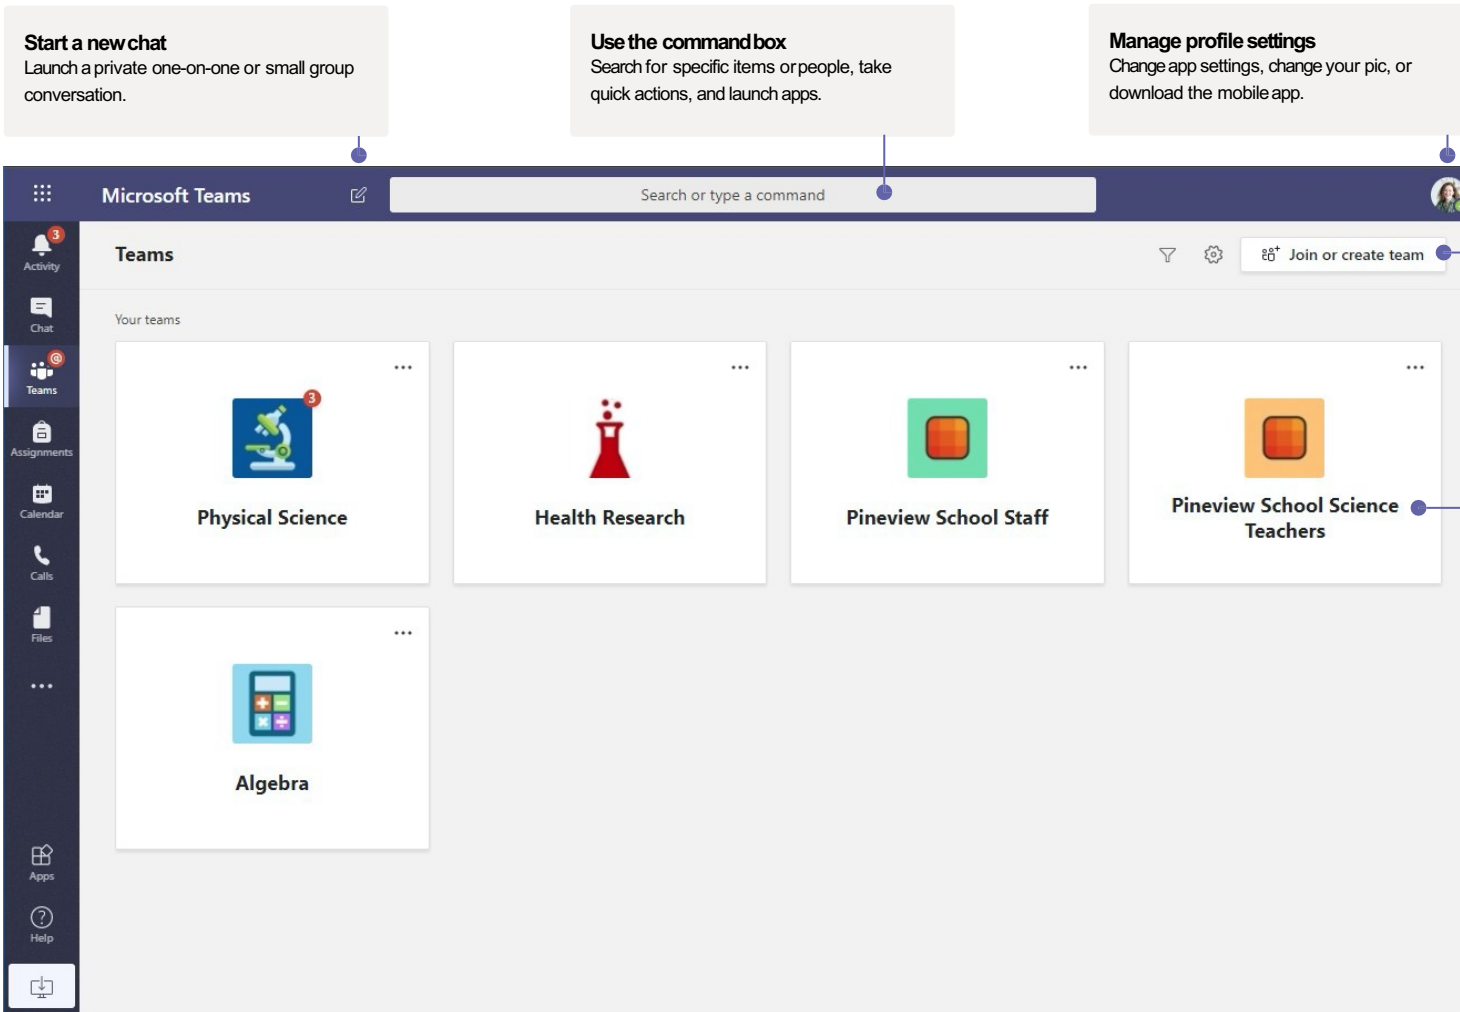 Start a new chat
Launch a private one-on-one or small group
conversation.
Use the command box
Search for specific items or people, take
quick actions, and launch apps.
Manage profile settings
Change app settings, change your pic, or
download the mobile app.
Microsoft Teams
Search or type a command
3
Activity
Chat
@
Teams
Assignments
Calendar
Calls
Files
Apps
Help
Teams
Join or create team
Your teams
3
Physical Science
Health Research
Pineview School Staff
Pineview School Science
Teachers
Algebra